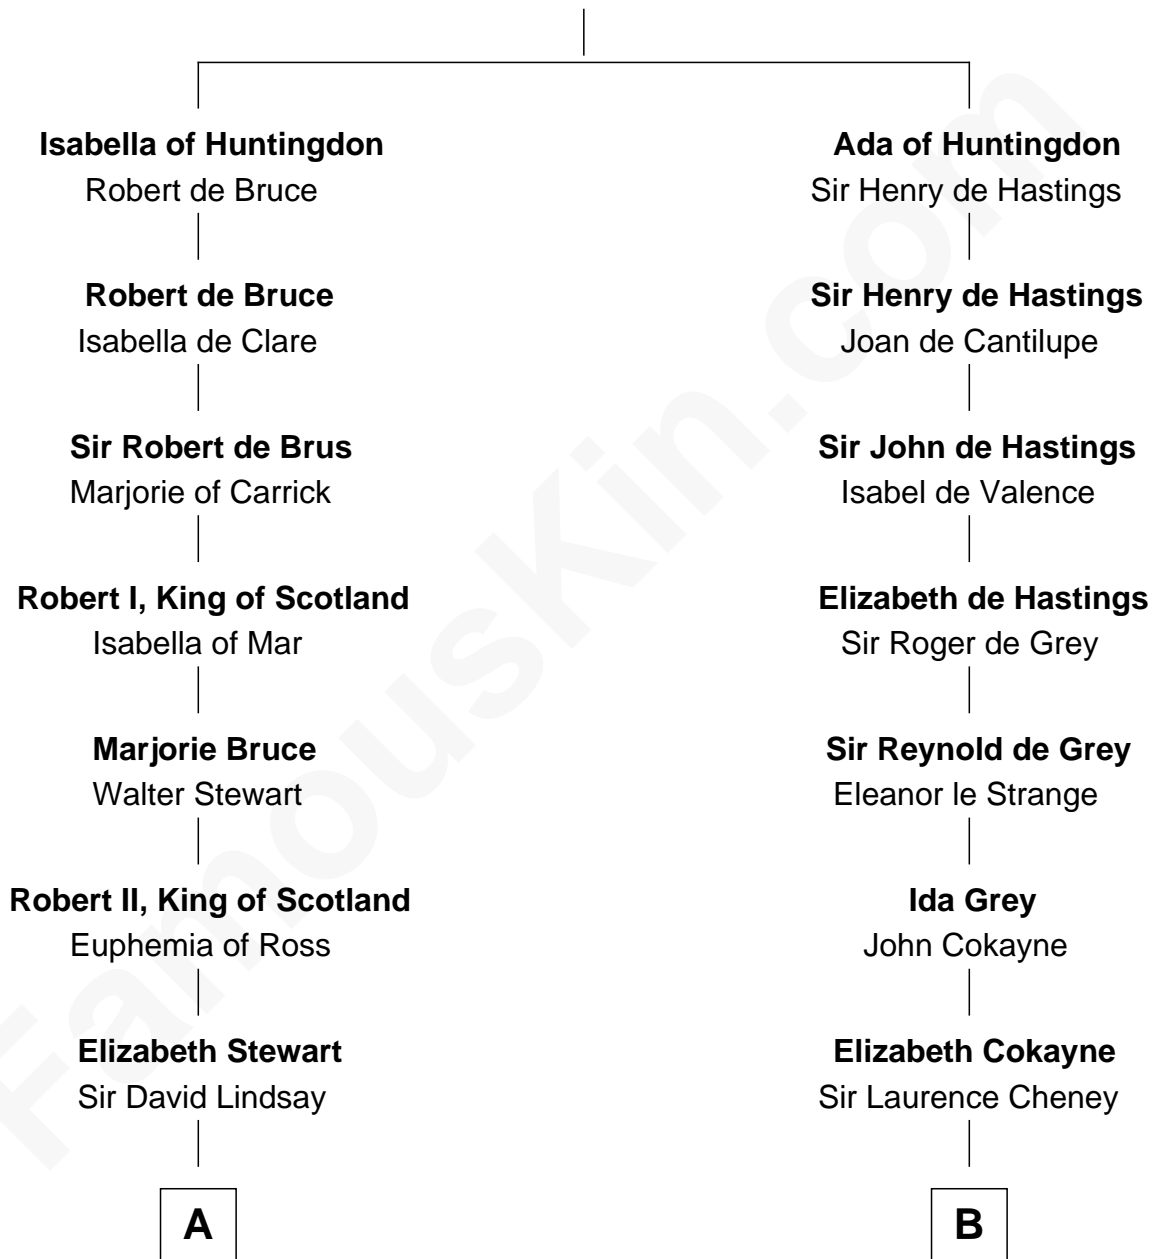 Isabella of Huntingdon
Robert de Bruce
Robert de Bruce
Isabella de Clare
Sir Robert de Brus
Marjorie of Carrick
Robert I, King of Scotland
Isabella of Mar
Marjorie Bruce
Walter Stewart
Robert II, King of Scotland
Euphemia of Ross
Elizabeth Stewart
Sir David Lindsay
A
Ada of Huntingdon
Sir Henry de Hastings
Sir Henry de Hastings
Joan de Cantilupe
Sir John de Hastings
Isabel de Valence
Elizabeth de Hastings
Sir Roger de Grey
Sir Reynold de Grey
Eleanor le Strange
Ida Grey
John Cokayne
Elizabeth Cokayne
Sir Laurence Cheney
B
FamousKin.com